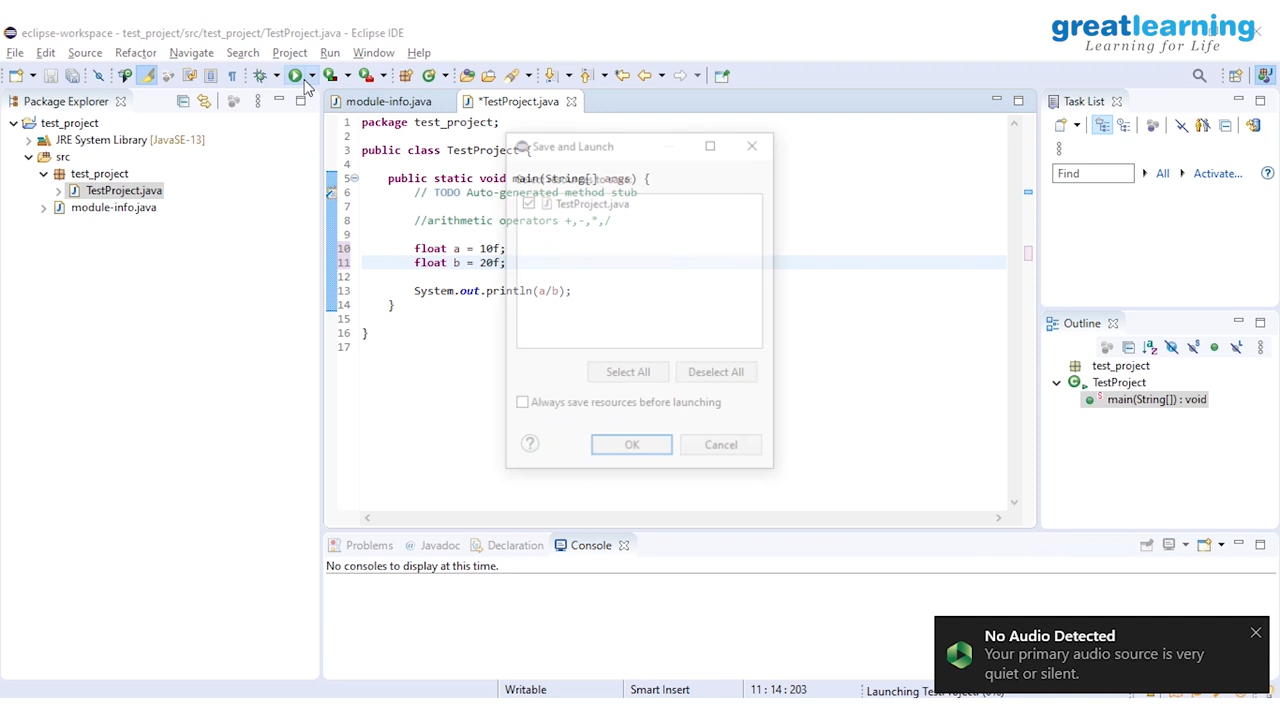 eclipse-workspace - test_project/src/test_project/TestProject.java - Eclipse IDE
greatlearning
Learning for Life
File Edit Source Refactor Navigate Search Project Run Window Help
Package Explorer
test_project
JRE System Library [JavaSE-13]
src
test_project
TestProject.java
module-info.java
module-info.java
*TestProject.java
1 package test_project;
2
3 public class TestProject {
4
5 public static void main(String[] args) {
6 // TODO Auto-generated method stub
7
8 //arithmetic operators +,-,*,/
9
10 float a = 10f;
11 float b = 20f;
12
13 System.out.println(a/b);
14 }
15
16 }
17
Save and Launch
TestProject.java
Select All
Deselect All
Always save resources before launching
OK
Cancel
Task List
Find
All
Activate...
Outline
test_project
TestProject
main(String[]) : void
Problems
Javadoc
Declaration
Console
No consoles to display at this time.
No Audio Detected
Your primary audio source is very
quiet or silent.
Writable
Smart Insert
11 : 14 : 203